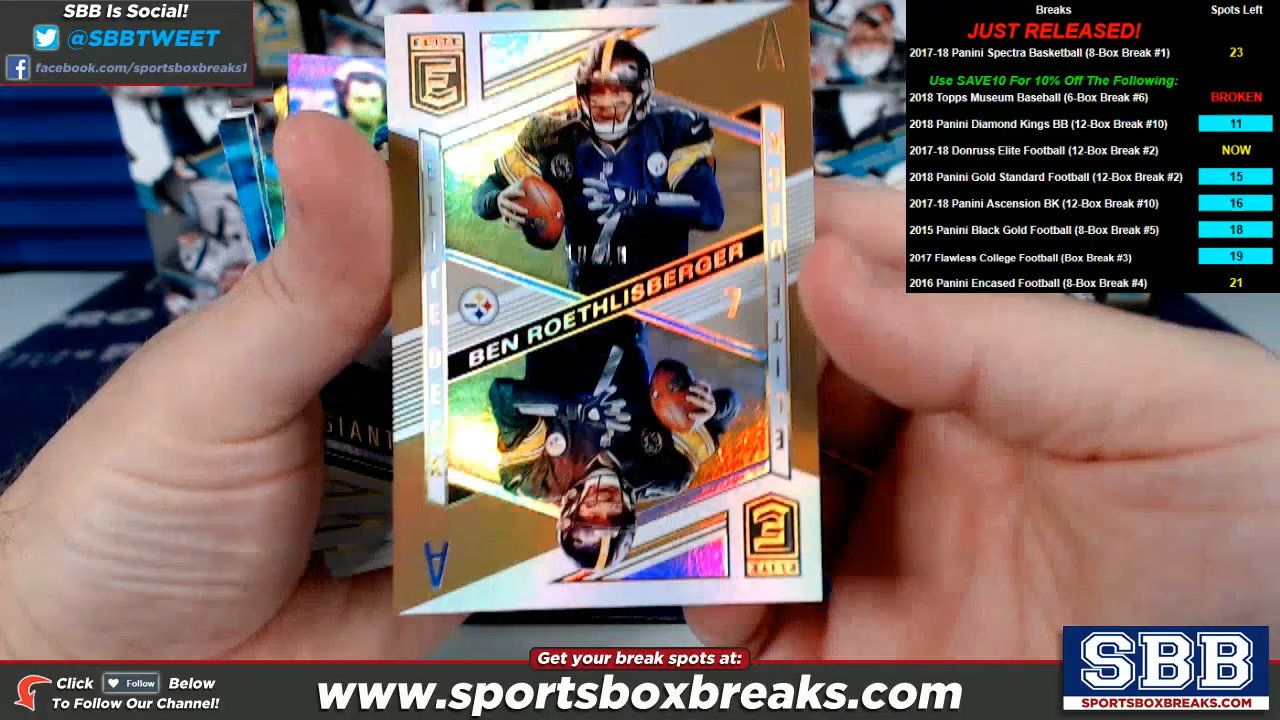 SBB Is Social!
@SBBTWEET
facebook.com/sportsboxbreaks1
Breaks Spots Left
JUST RELEASED!
2017-18 Panini Spectra Basketball (8-Box Break #1) 23
Use SAVE10 For 10% Off The Following:
2018 Topps Museum Baseball (6-Box Break #6) BROKEN
2018 Panini Diamond Kings BB (12-Box Break #10) 11
2017-18 Donruss Elite Football (12-Box Break #2) NOW
2018 Panini Gold Standard Football (12-Box Break #2) 15
2017-18 Panini Ascension BK (12-Box Break #10) 16
2015 Panini Black Gold Football (8-Box Break #5) 18
2017 Flawless College Football (Box Break #3) 19
2016 Panini Encased Football (8-Box Break #4) 21
ELITE
E
A
ELITE DECK
BEN ROETHLISBERGER
7
ELITE DECK
A
E
ELITE
GIANT
Get your break spots at:
Click Follow Below
To Follow Our Channel!
www.sportsboxbreaks.com
SBB
SPORTSBOXBREAKS.COM